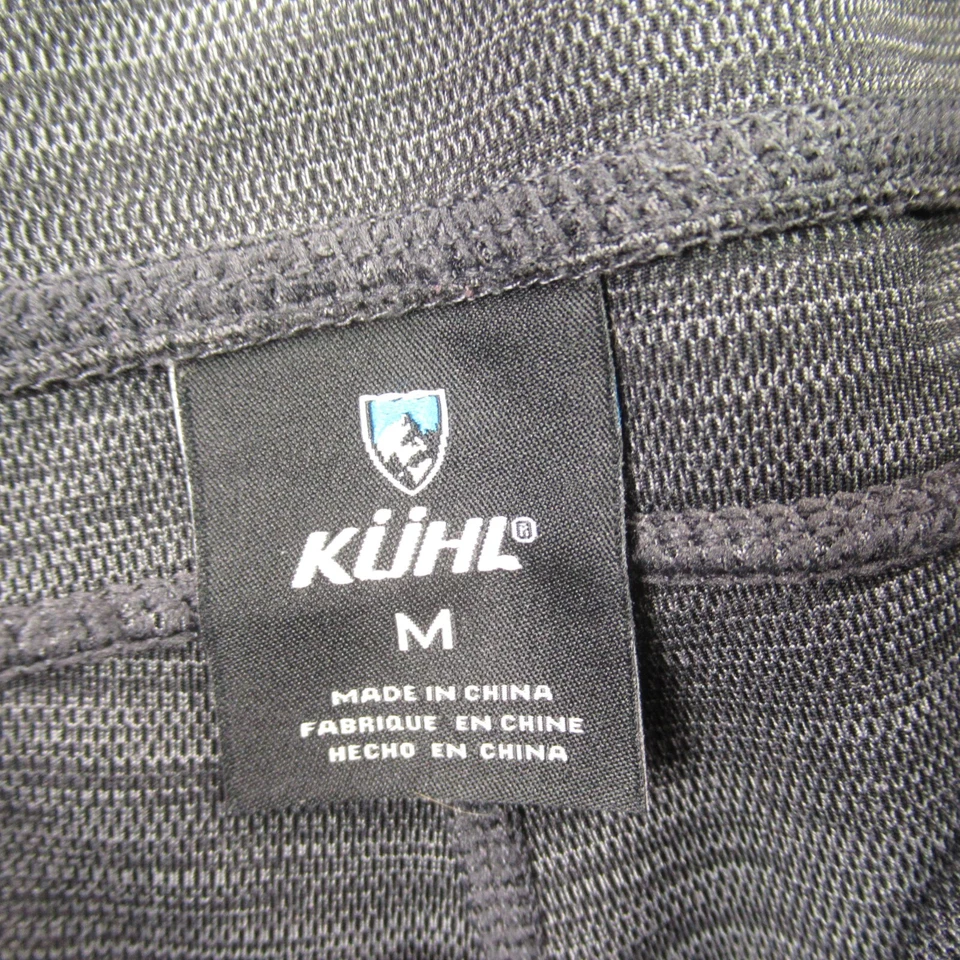 KÜHL®
M
MADE IN CHINA
FABRIQUE EN CHINE
HECHO EN CHINA